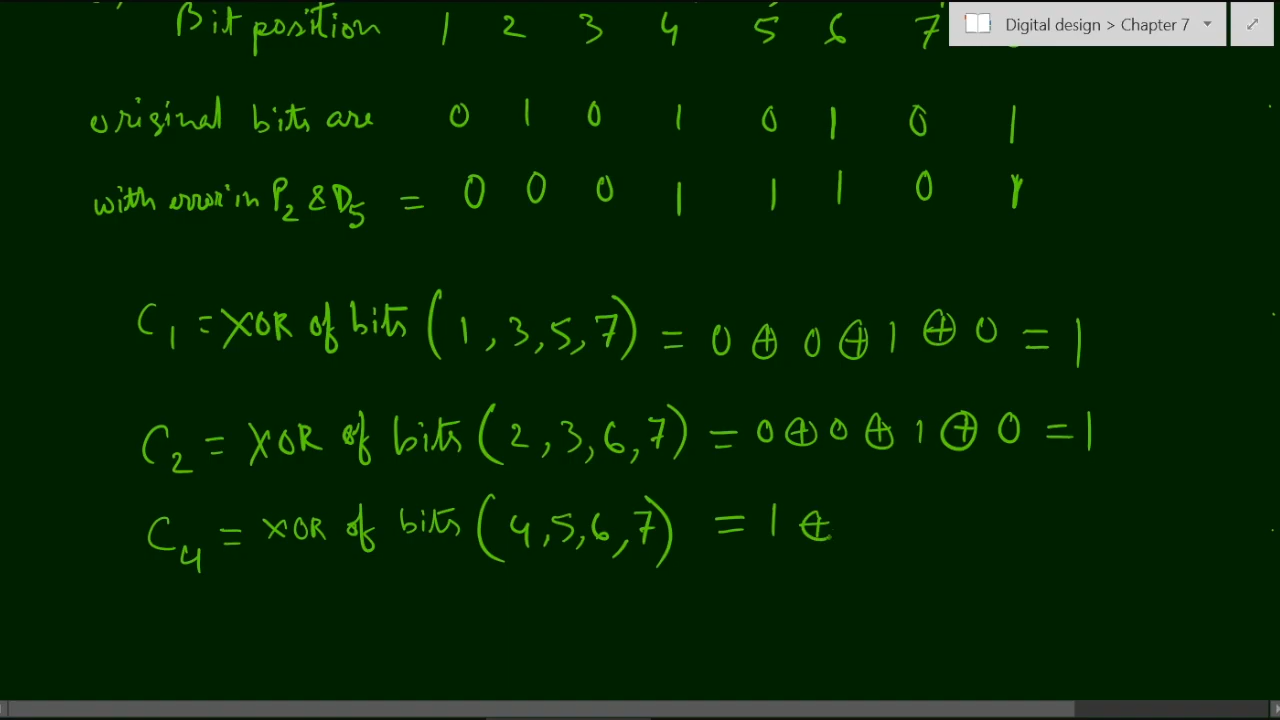 Digital design > Chapter 7
Bit position 1 2 3 4 5 6 7
original bits are 0 1 0 1 0 1 0 1
with error in P2 & D5 = 0 0 0 1 1 1 0 1
C1 = XOR of bits (1, 3, 5, 7) = 0 ⊕ 0 ⊕ 1 ⊕ 0 = 1
C2 = XOR of bits (2, 3, 6, 7) = 0 ⊕ 0 ⊕ 1 ⊕ 0 = 1
C4 = XOR of bits (4, 5, 6, 7) = 1 ⊕